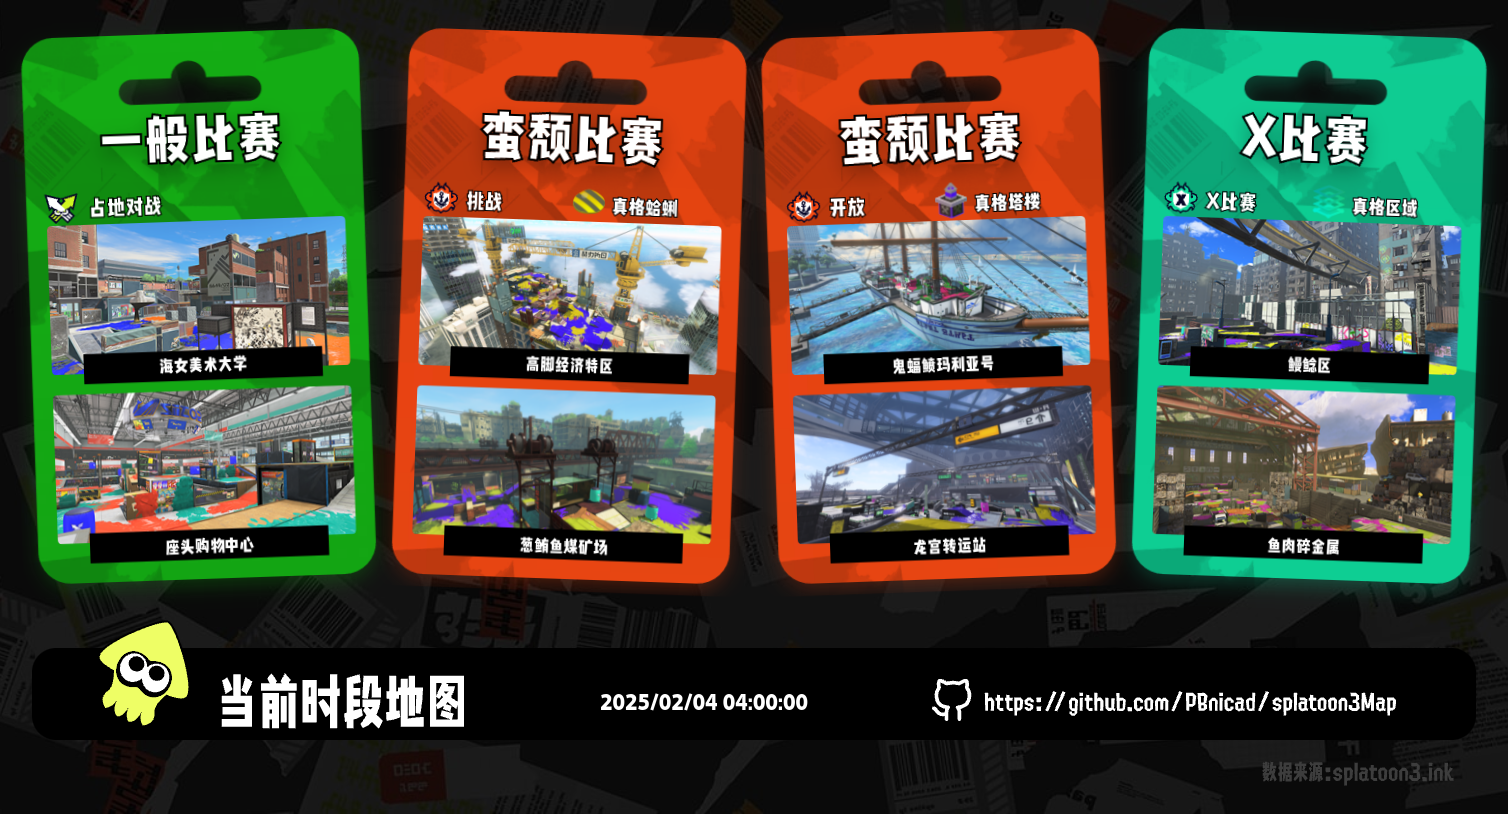 一般比赛
占地对战
海女美术大学
座头购物中心
蛮颓比赛
挑战
真格蛤蜊
高脚经济特区
葱鲔鱼煤矿场
蛮颓比赛
开放
真格塔楼
鬼蝠鲼玛利亚号
龙宫转运站
X比赛
X比赛
真格区域
鳗鲶区
鱼肉碎金属
当前时段地图
2025/02/04 04:00:00
https://github.com/PBnicad/splatoon3Map
数据来源:splatoon3.ink